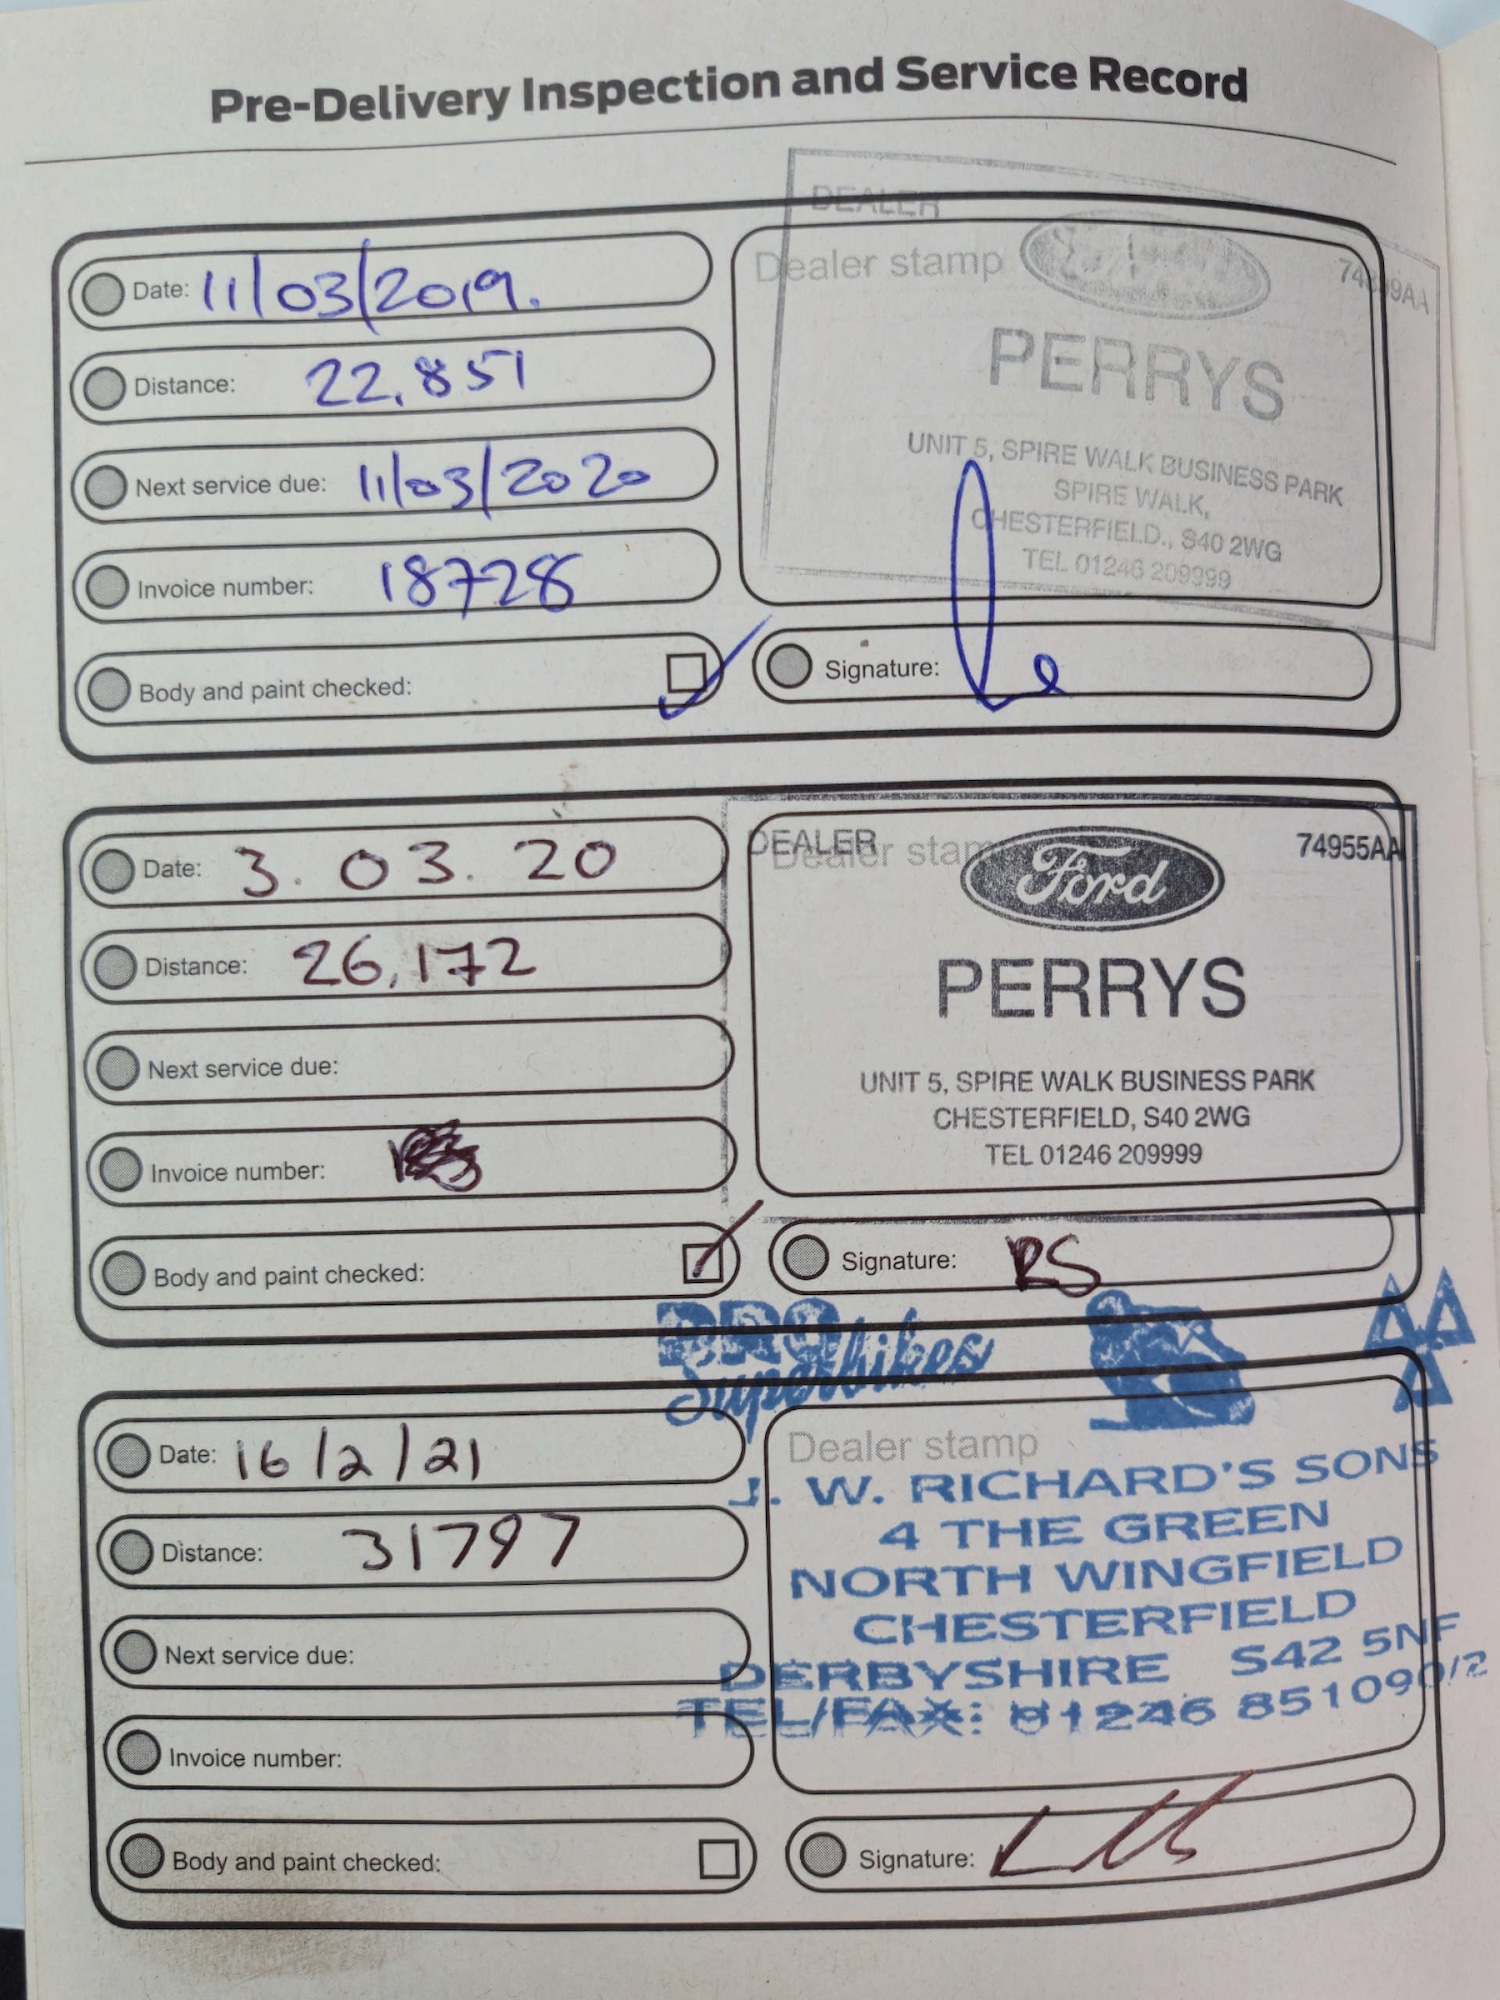 Pre-Delivery Inspection and Service Record
Date: 11/03/2019.
Distance: 22,851
Next service due: 11/03/2020
Invoice number: 18728
Body and paint checked:
DEALER
Dealer stamp
PERRYS
UNIT 5, SPIRE WALK BUSINESS PARK
SPIRE WALK,
CHESTERFIELD., S40 2WG
TEL 01246 209999
Signature:
Date: 3.03.20
Distance: 26,172
Next service due:
Invoice number:
Body and paint checked:
DEALER
Dealer stamp
Ford
74955AA
PERRYS
UNIT 5, SPIRE WALK BUSINESS PARK
CHESTERFIELD, S40 2WG
TEL 01246 209999
Signature: RS
Date: 16/2/21
Distance: 31797
Next service due:
Invoice number:
Body and paint checked:
Superbikes
Dealer stamp
J. W. RICHARD'S SONS
4 THE GREEN
NORTH WINGFIELD
CHESTERFIELD
DERBYSHIRE S42 5NF
TEL/FAX: 01246 851090/2
Signature: